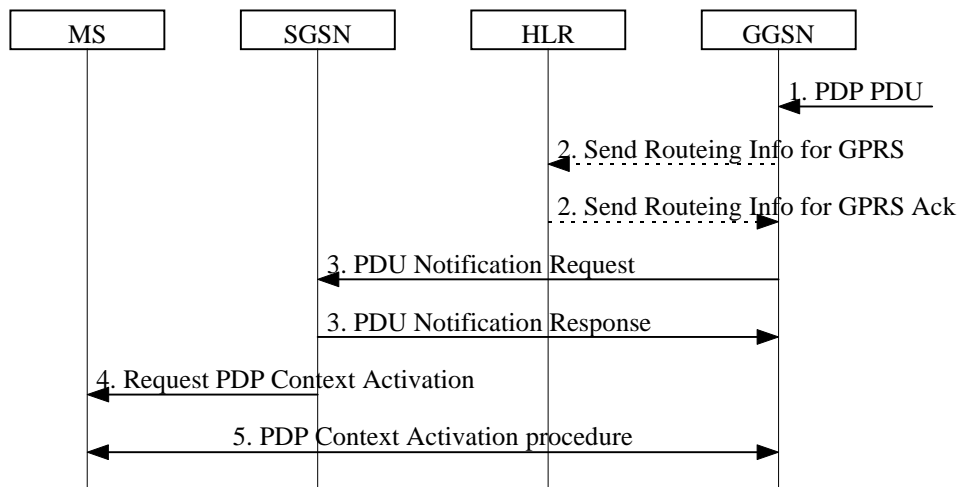 MS
SGSN
HLR
GGSN
1. PDP PDU
2. Send Routeing Info for GPRS
2. Send Routeing Info for GPRS Ack
3. PDU Notification Request
3. PDU Notification Response
4. Request PDP Context Activation
5. PDP Context Activation procedure